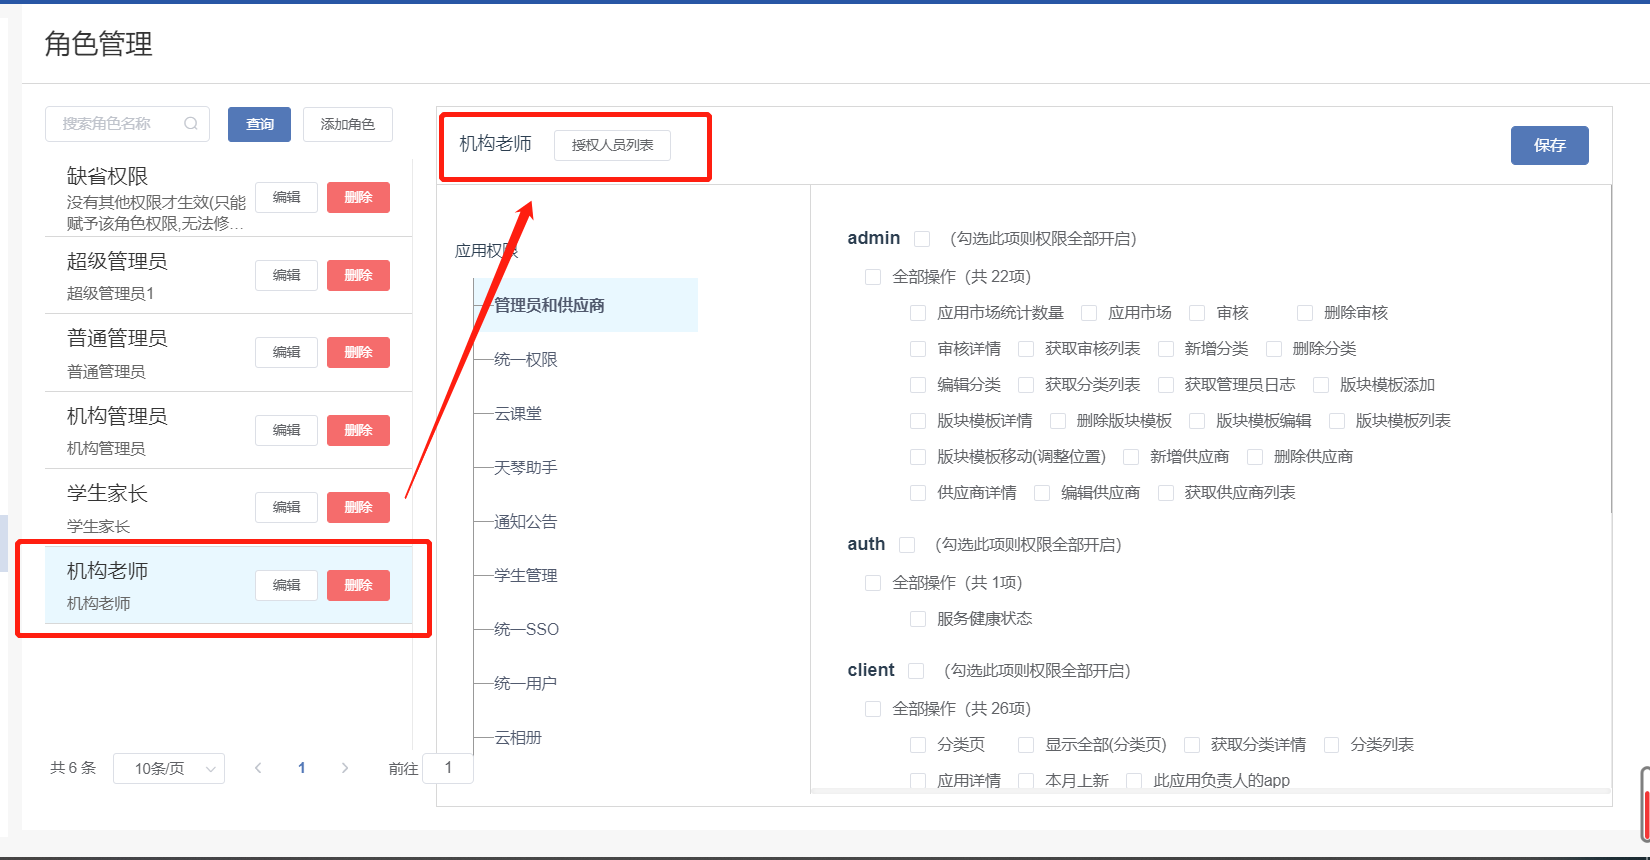 角色管理
搜索角色名称 查询 添加角色
缺省权限
没有其他权限才生效(只能
赋予该角色权限,无法修…
编辑 删除
超级管理员
超级管理员1
编辑 删除
普通管理员
普通管理员
编辑 删除
机构管理员
机构管理员
编辑 删除
学生家长
学生家长
编辑 删除
机构老师
机构老师
编辑 删除
共 6 条 10条/页 1 前往 1
机构老师 授权人员列表 保存
应用权限
管理员和供应商
统一权限
云课堂
天琴助手
通知公告
学生管理
统一SSO
统一用户
云相册
admin (勾选此项则权限全部开启)
全部操作 (共 22项)
应用市场统计数量 应用市场 审核 删除审核
审核详情 获取审核列表 新增分类 删除分类
编辑分类 获取分类列表 获取管理员日志 版块模板添加
版块模板详情 删除版块模板 版块模板编辑 版块模板列表
版块模板移动(调整位置) 新增供应商 删除供应商
供应商详情 编辑供应商 获取供应商列表
auth (勾选此项则权限全部开启)
全部操作 (共 1项)
服务健康状态
client (勾选此项则权限全部开启)
全部操作 (共 26项)
分类页 显示全部(分类页) 获取分类详情 分类列表
应用详情 本月上新 此应用负责人的app